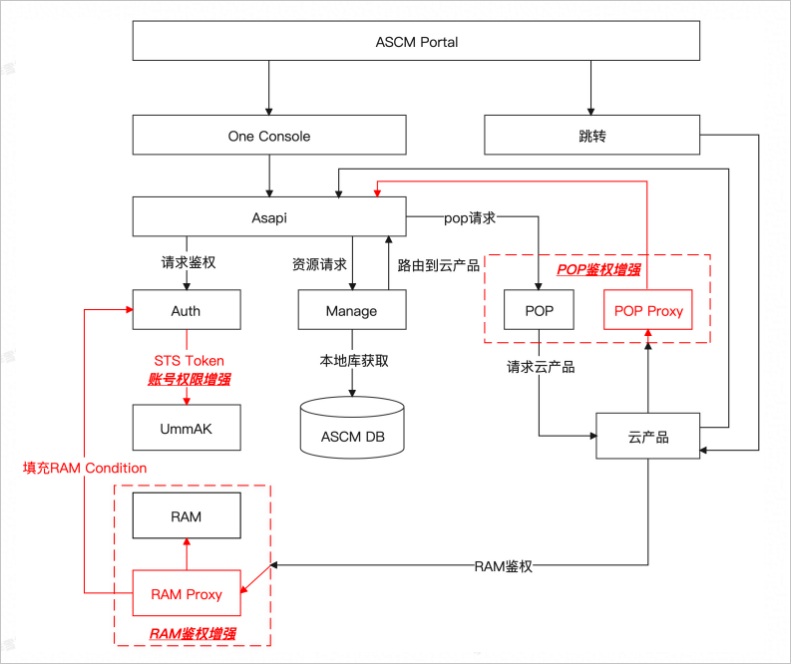 ASCM Portal
One Console
跳转
Asapi
pop请求
请求鉴权
资源请求
路由到云产品
POP鉴权增强
Auth
Manage
POP
POP Proxy
STS Token
账号权限增强
本地库获取
请求云产品
UmmAK
ASCM DB
云产品
填充RAM Condition
RAM
RAM鉴权
RAM Proxy
RAM鉴权增强